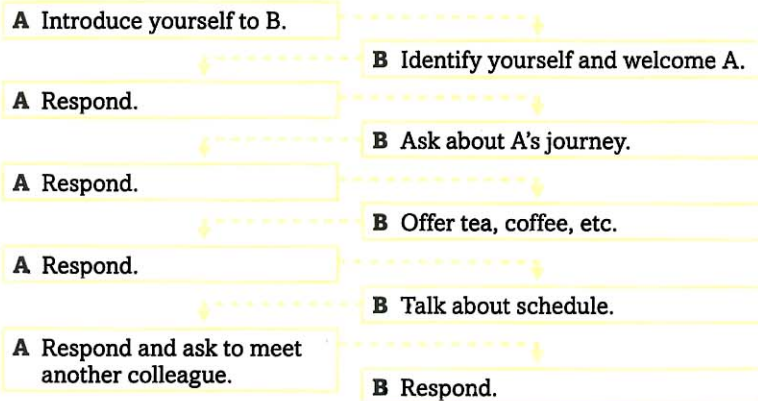 A Introduce yourself to B.
B Identify yourself and welcome A.
A Respond.
B Ask about A's journey.
A Respond.
B Offer tea, coffee, etc.
A Respond.
B Talk about schedule.
A Respond and ask to meet
another colleague.
B Respond.